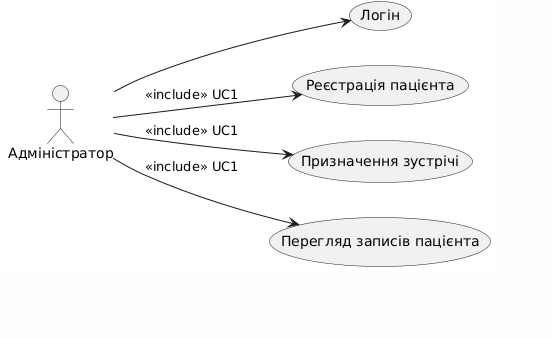 Логін
«include» UC1
Реєстрація пацієнта
«include» UC1
Призначення зустрічі
Адміністратор
«include» UC1
Перегляд записів пацієнта